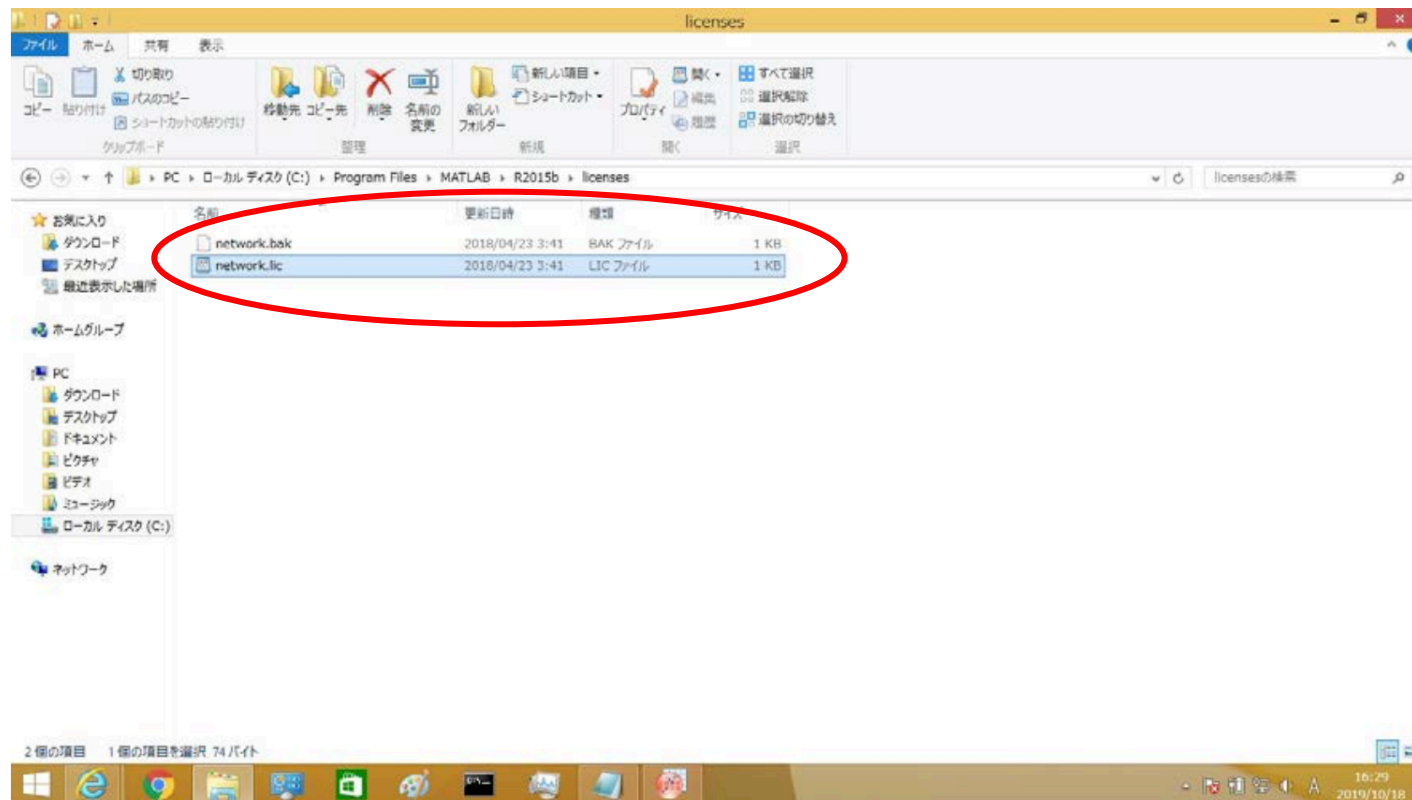 licenses
ファイル ホーム 共有 表示
コピー
貼り付け
切り取り
パスのコピー
ショートカットの貼り付け
クリップボード
移動先 コピー先 削除 名前の変更
整理
新しいフォルダー
新しい項目
ショートカット
新規
プロパティ
開く
編集
履歴
開く
すべて選択
選択解除
選択の切り替え
選択
PC ローカル ディスク (C:) Program Files MATLAB R2015b licenses
licensesの検索
お気に入り
ダウンロード
デスクトップ
最近表示した場所
ホームグループ
PC
ダウンロード
デスクトップ
ドキュメント
ピクチャ
ビデオ
ミュージック
ローカル ディスク (C:)
ネットワーク
名前 更新日時 種類 サイズ
network.bak 2018/04/23 3:41 BAK ファイル 1 KB
network.lic 2018/04/23 3:41 LIC ファイル 1 KB
2 個の項目 1 個の項目を選択 74 バイト
A
16:29
2019/10/18